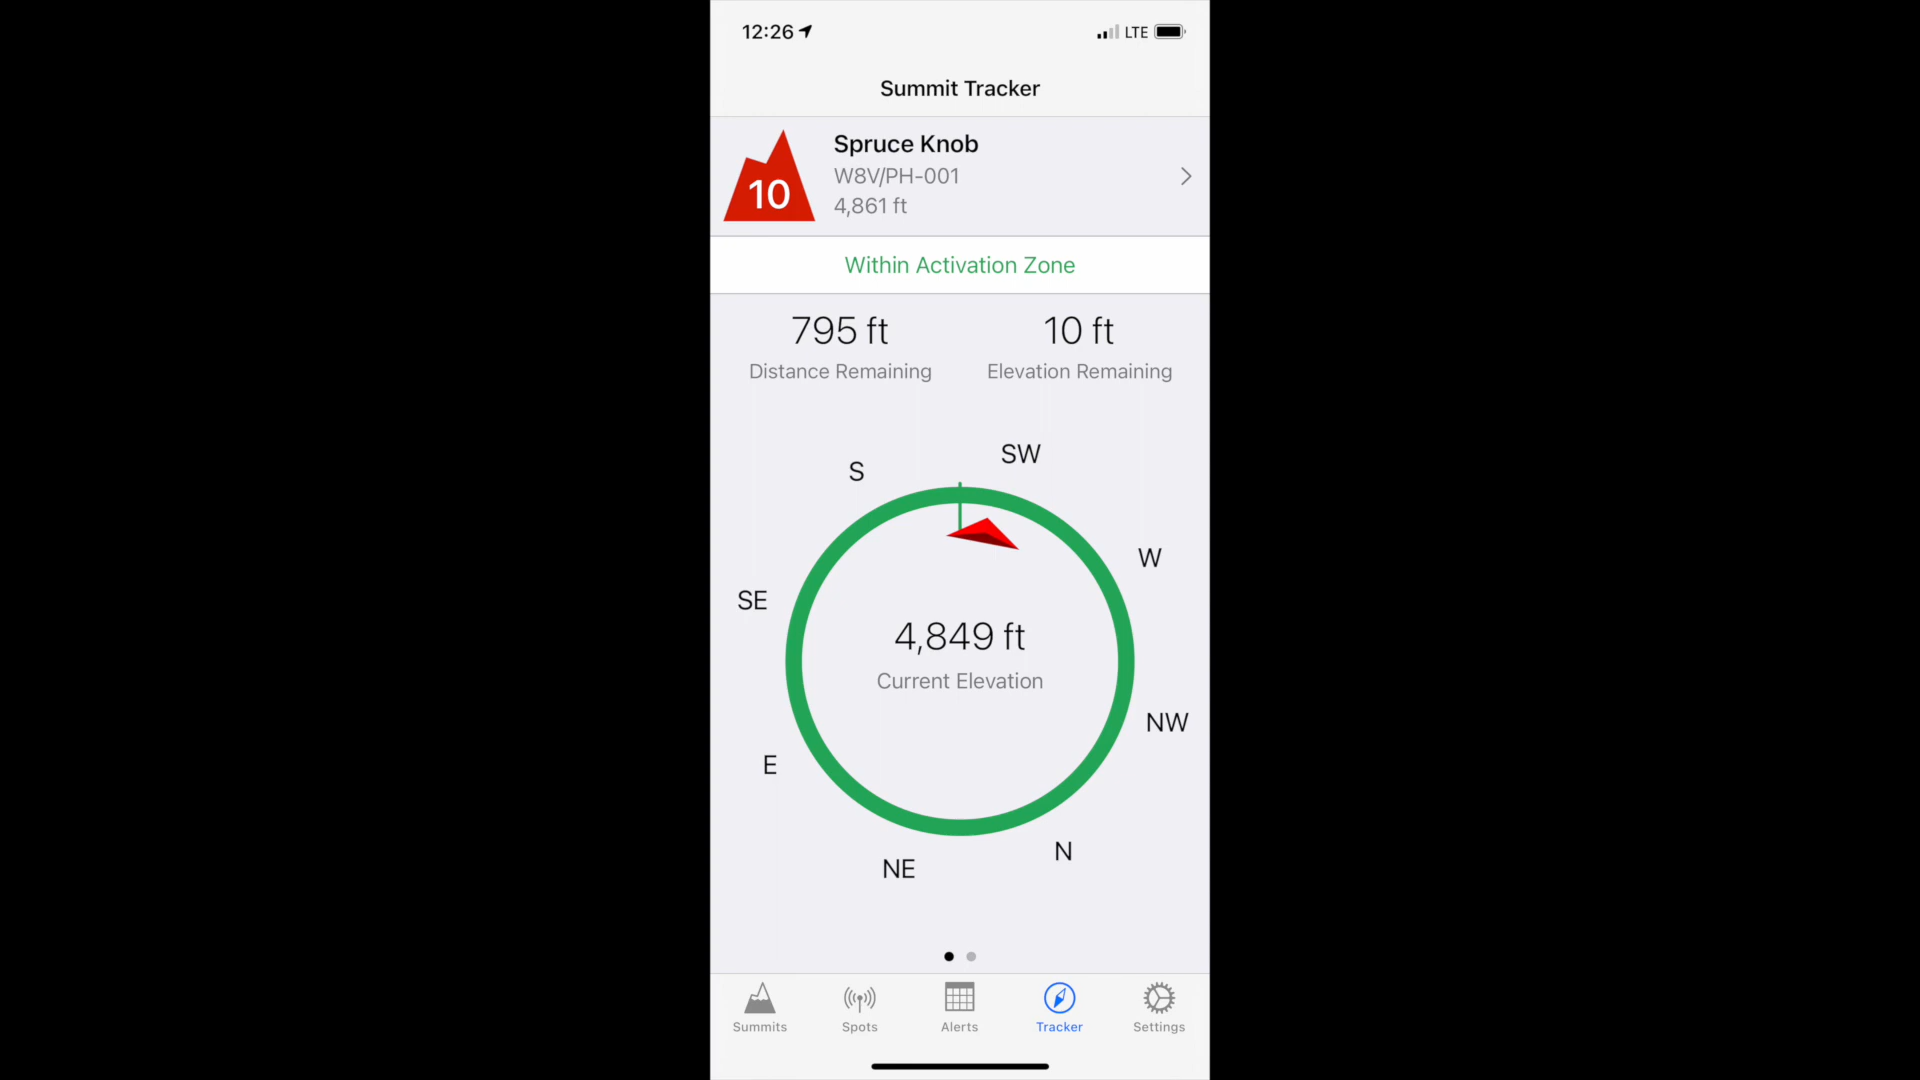 12:26
LTE
Summit Tracker
Spruce Knob
W8V/PH-001
4,861 ft
10
Within Activation Zone
795 ft
10 ft
Distance Remaining
Elevation Remaining
SW
S
W
SE
4,849 ft
Current Elevation
NW
E
N
NE
Summits
Spots
Alerts
Tracker
Settings